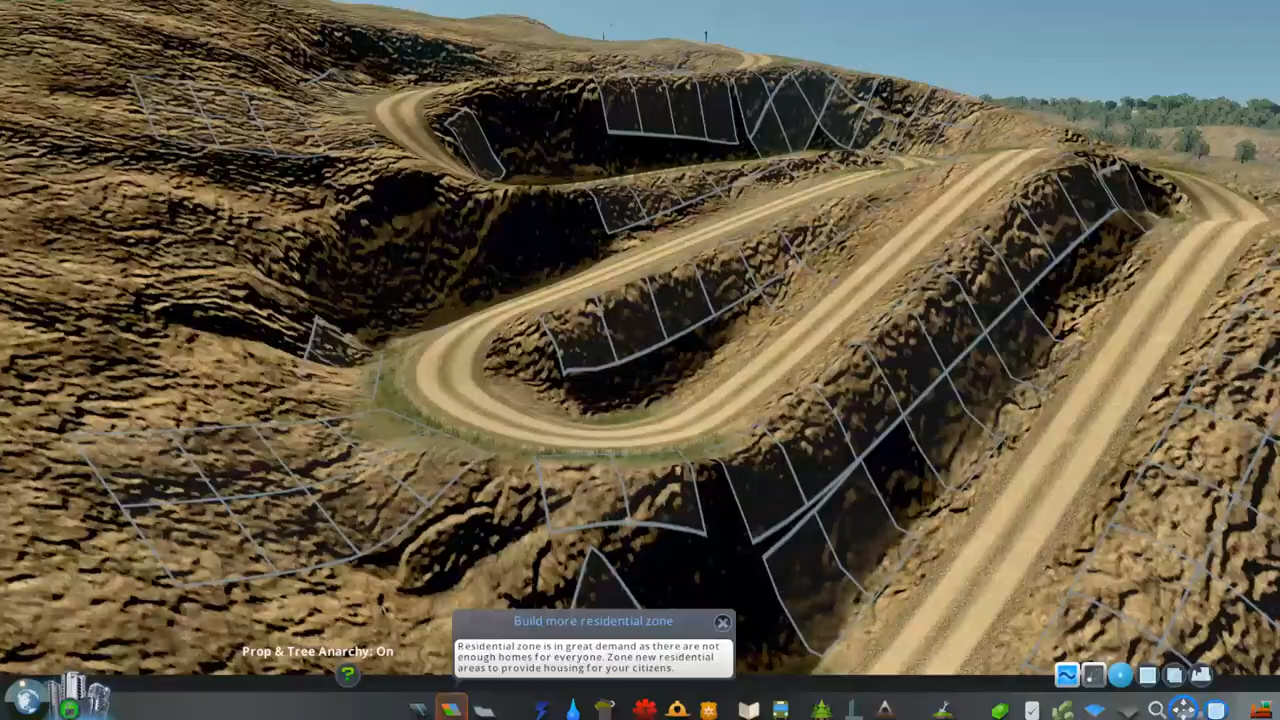 Build more residential zone
Residential zone is in great demand as there are not
enough homes for everyone. Zone new residential
areas to provide housing for your citizens.
Prop & Tree Anarchy: On
?